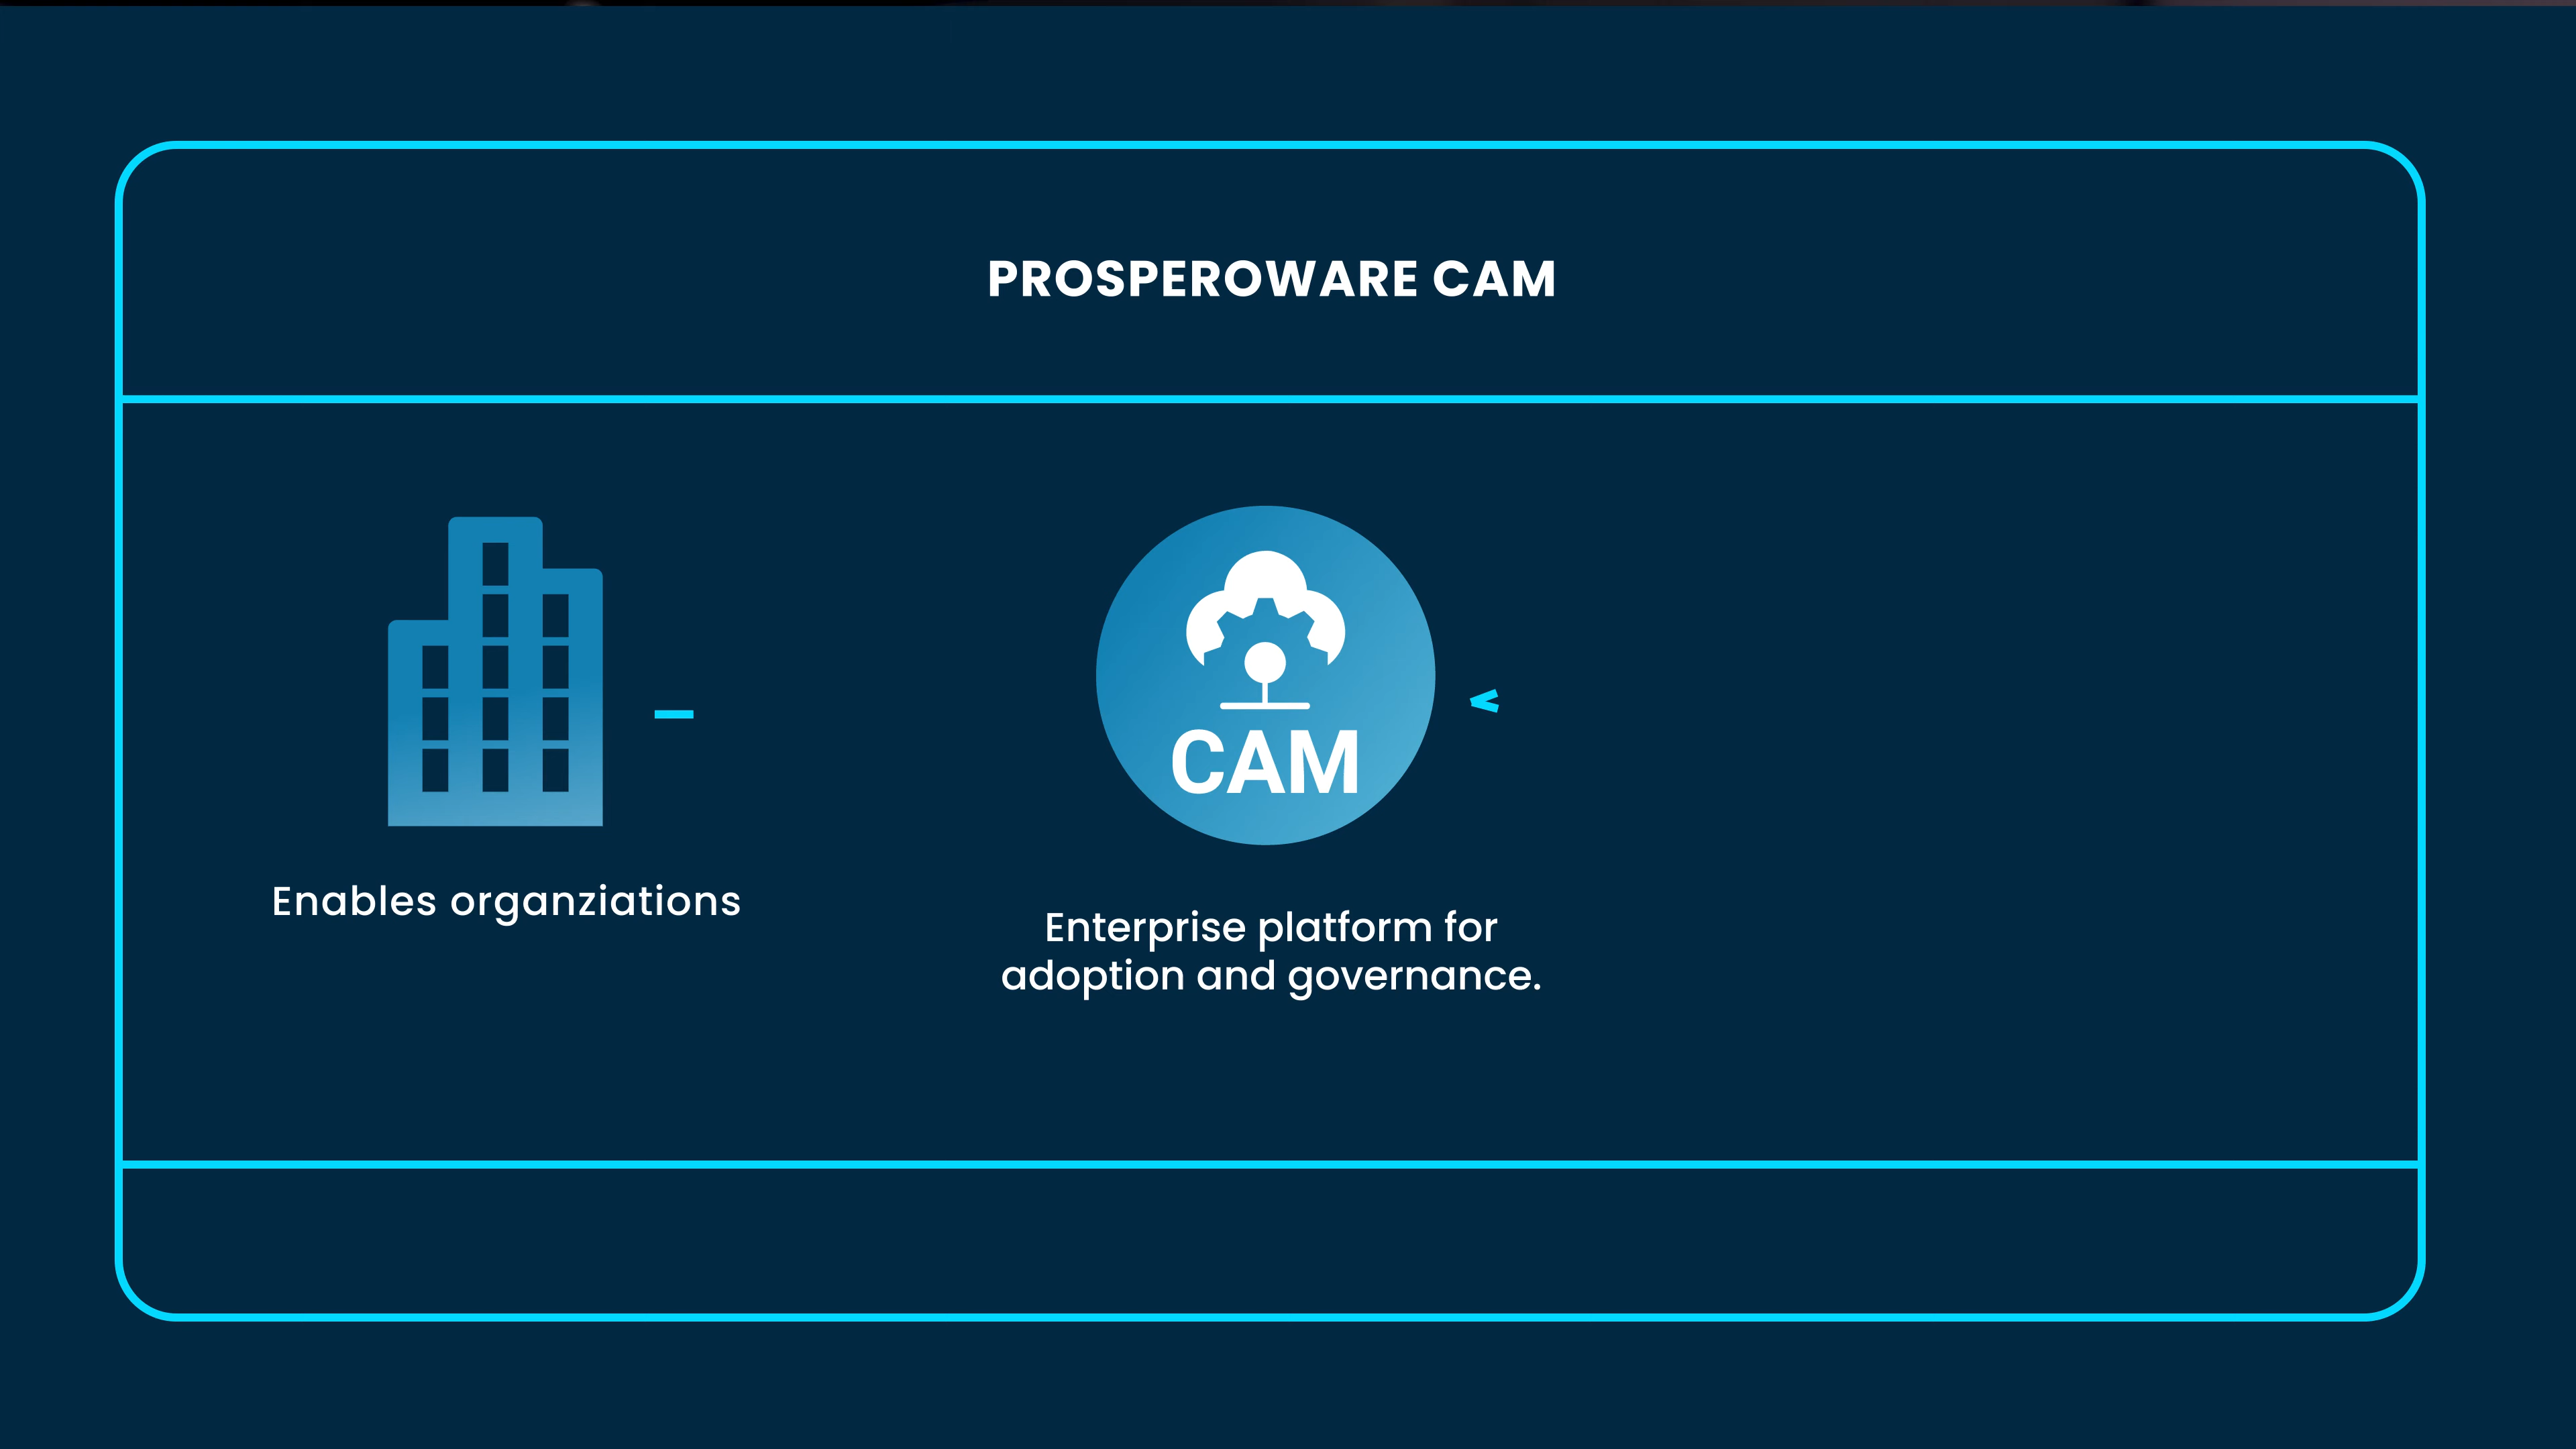 PROSPEROWARE CAM
CAM
Enables organziations
Enterprise platform for
adoption and governance.